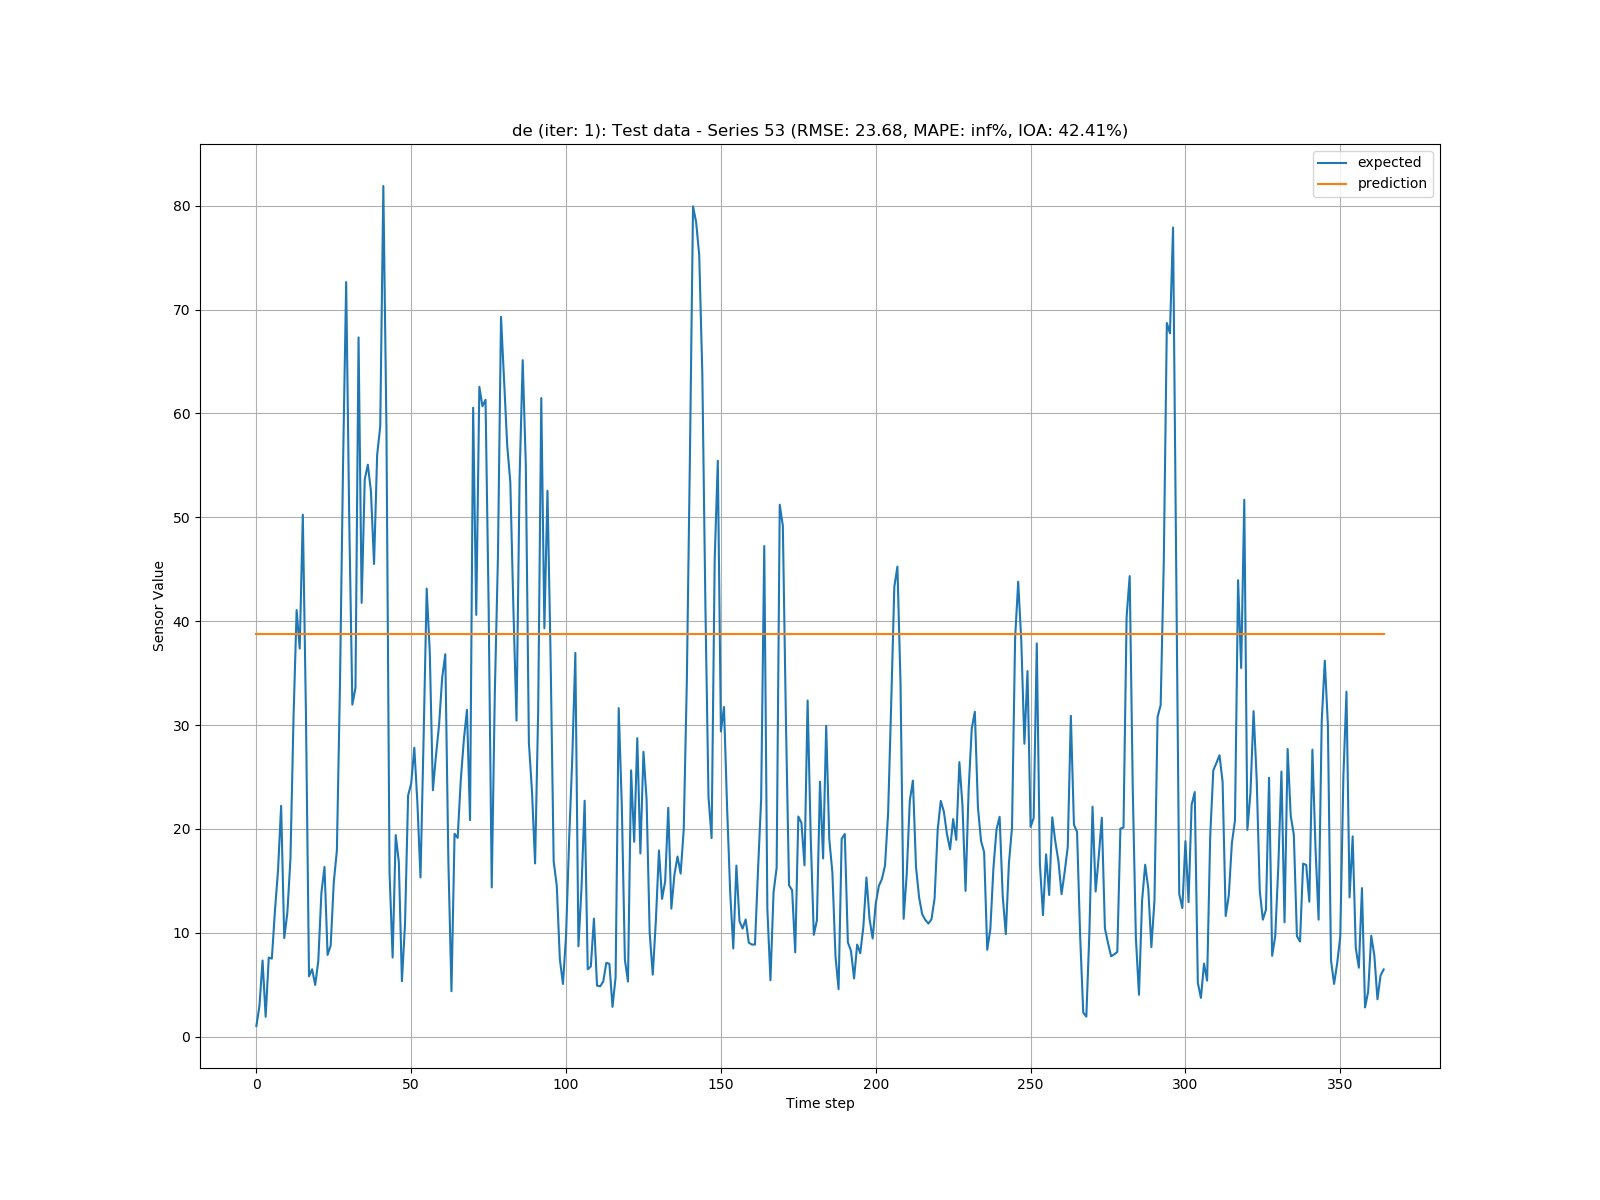 de (iter: 1): Test data - Series 53 (RMSE: 23.68, MAPE: inf%, IOA: 42.41%)
expected
prediction
80
70
60
50
40
30
20
10
0
Sensor Value
0 50 100 150 200 250 300 350
Time step